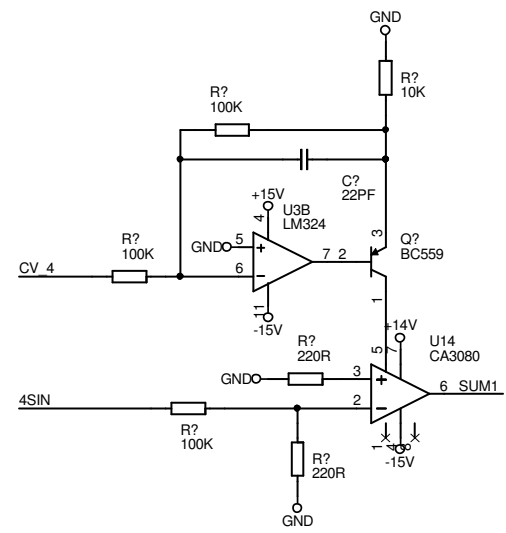 GND
R?
10K
R?
100K
C?
22PF
+15V
4
U3B
LM324
3
Q?
BC559
GND
5
+
7
2
R?
100K
CV_4
6
−
11
-15V
1
+14V
7
5
U14
CA3080
R?
220R
GND
3
+
6
SUM1
4SIN
2
−
R?
100K
1
4
8
-15V
R?
220R
GND